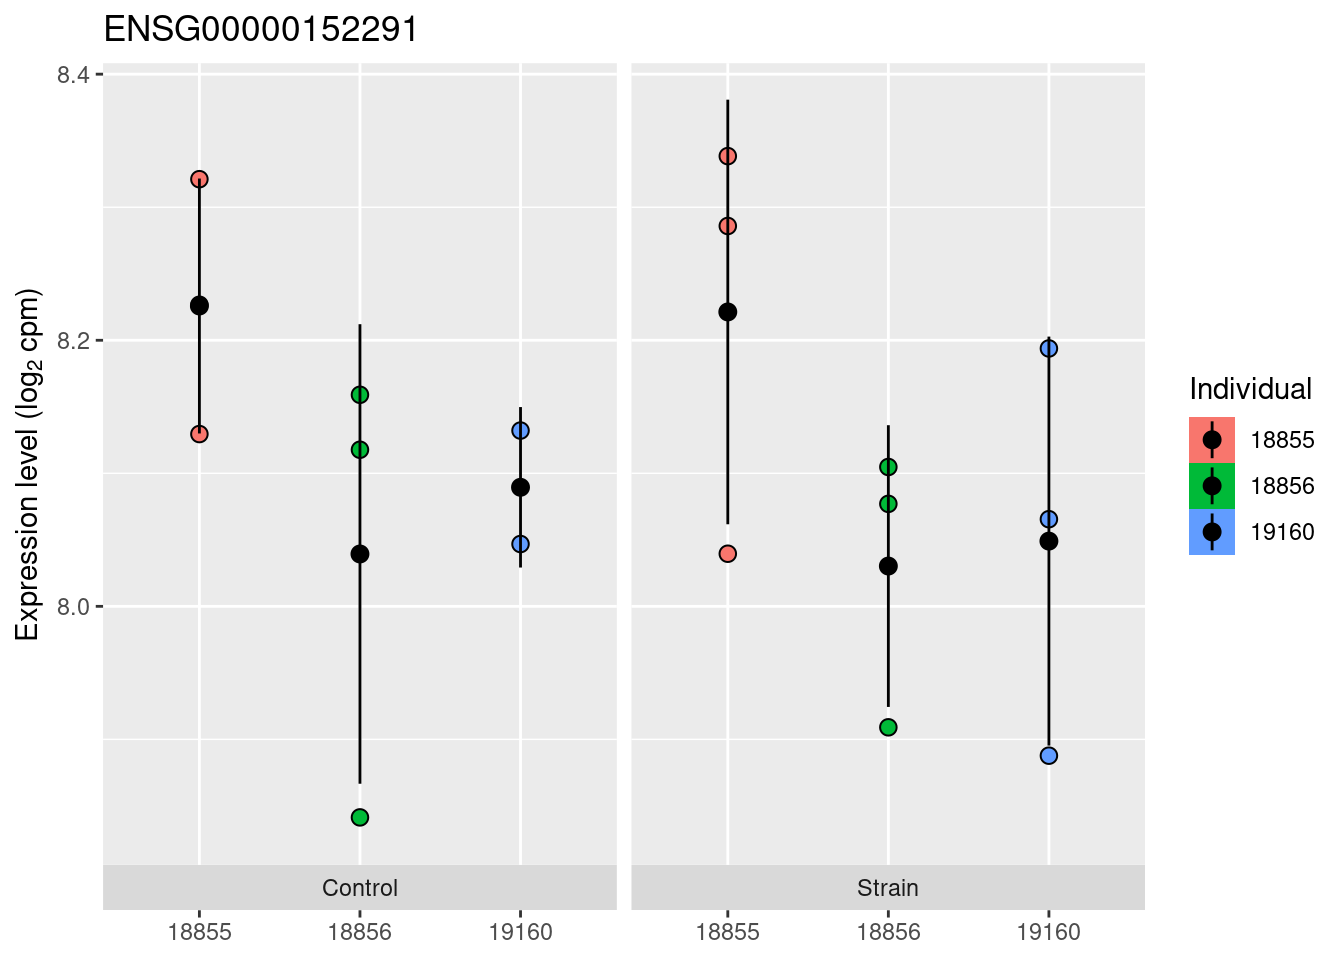 ENSG00000152291
Expression level (log₂ cpm)
8.4
8.2
8.0
Control
Strain
18855
18856
19160
18855
18856
19160
Individual
18855
18856
19160